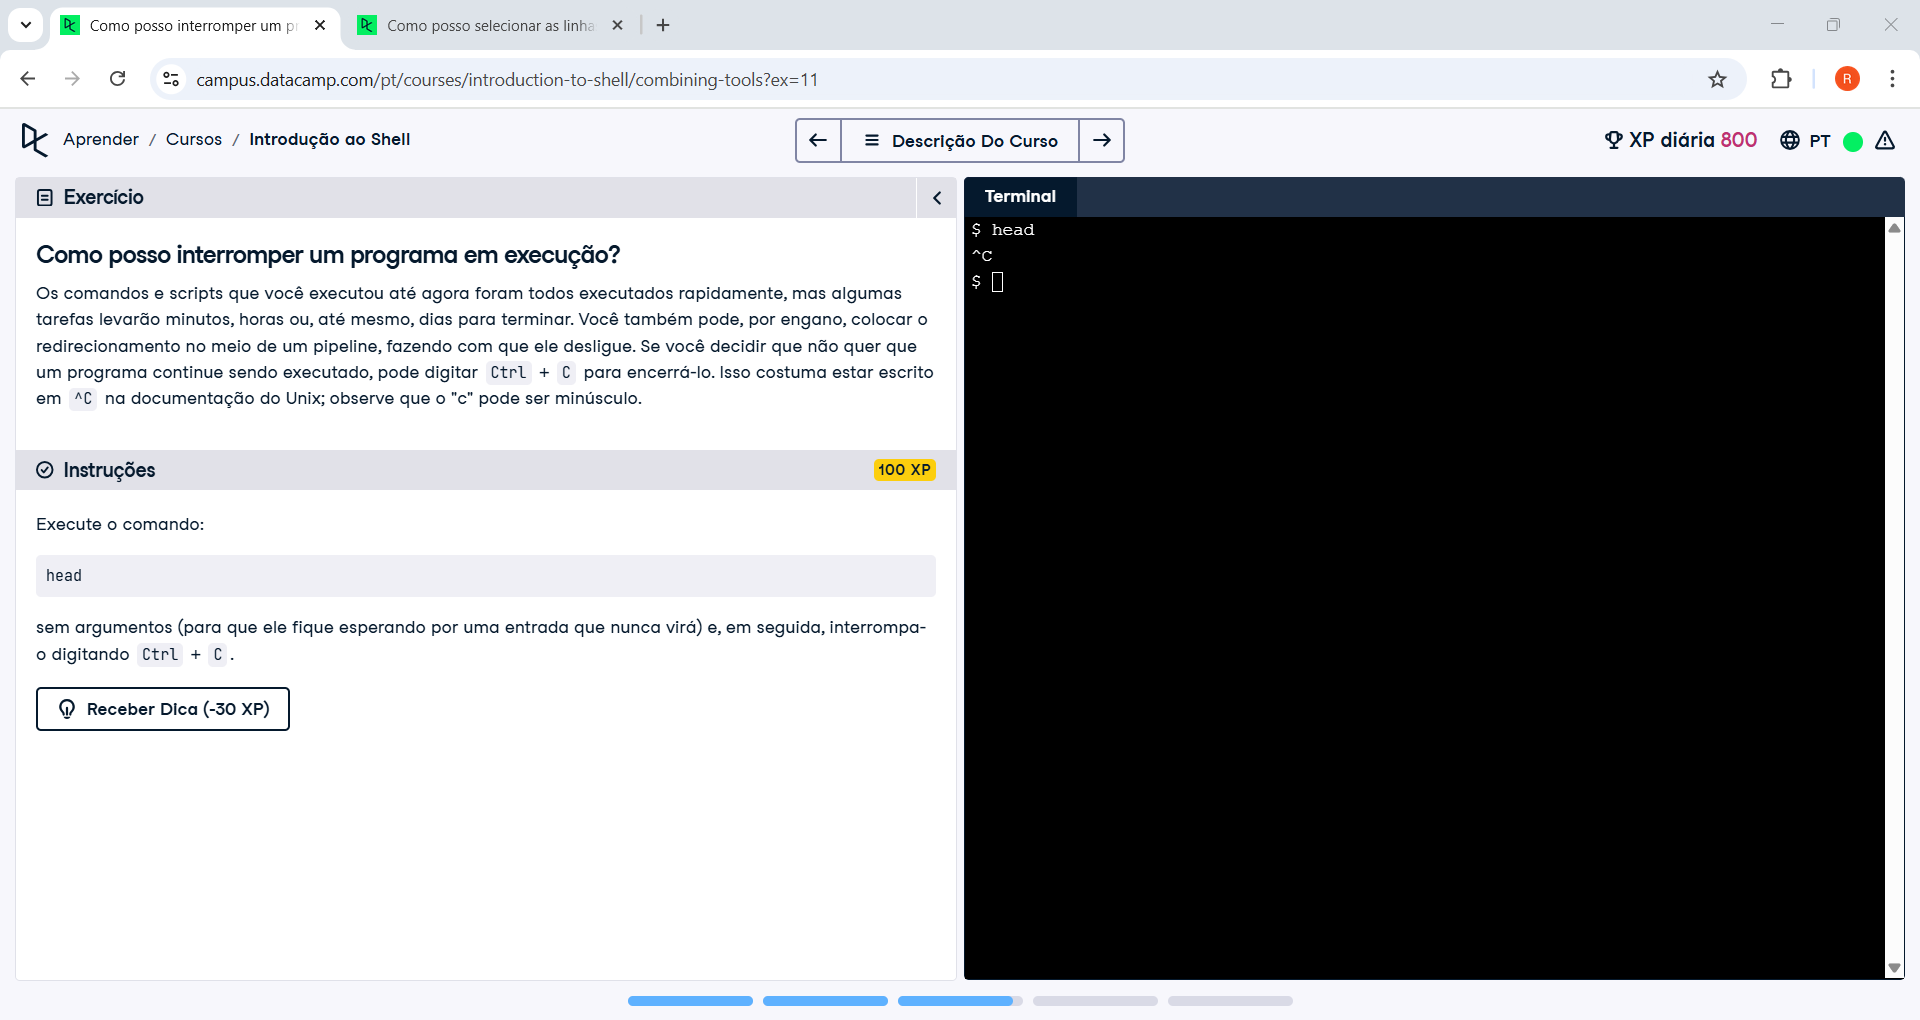 Como posso interromper um pr
Como posso selecionar as linha
campus.datacamp.com/pt/courses/introduction-to-shell/combining-tools?ex=11
R
Aprender / Cursos / Introdução ao Shell
Descrição Do Curso
XP diária 800
PT
Exercício
Como posso interromper um programa em execução?
Os comandos e scripts que você executou até agora foram todos executados rapidamente, mas algumas
tarefas levarão minutos, horas ou, até mesmo, dias para terminar. Você também pode, por engano, colocar o
redirecionamento no meio de um pipeline, fazendo com que ele desligue. Se você decidir que não quer que
um programa continue sendo executado, pode digitar Ctrl + C para encerrá-lo. Isso costuma estar escrito
em ^C na documentação do Unix; observe que o "c" pode ser minúsculo.
Instruções
100 XP
Execute o comando:
head
sem argumentos (para que ele fique esperando por uma entrada que nunca virá) e, em seguida, interrompa-
o digitando Ctrl + C.
Receber Dica (-30 XP)
Terminal
$ head
^C
$